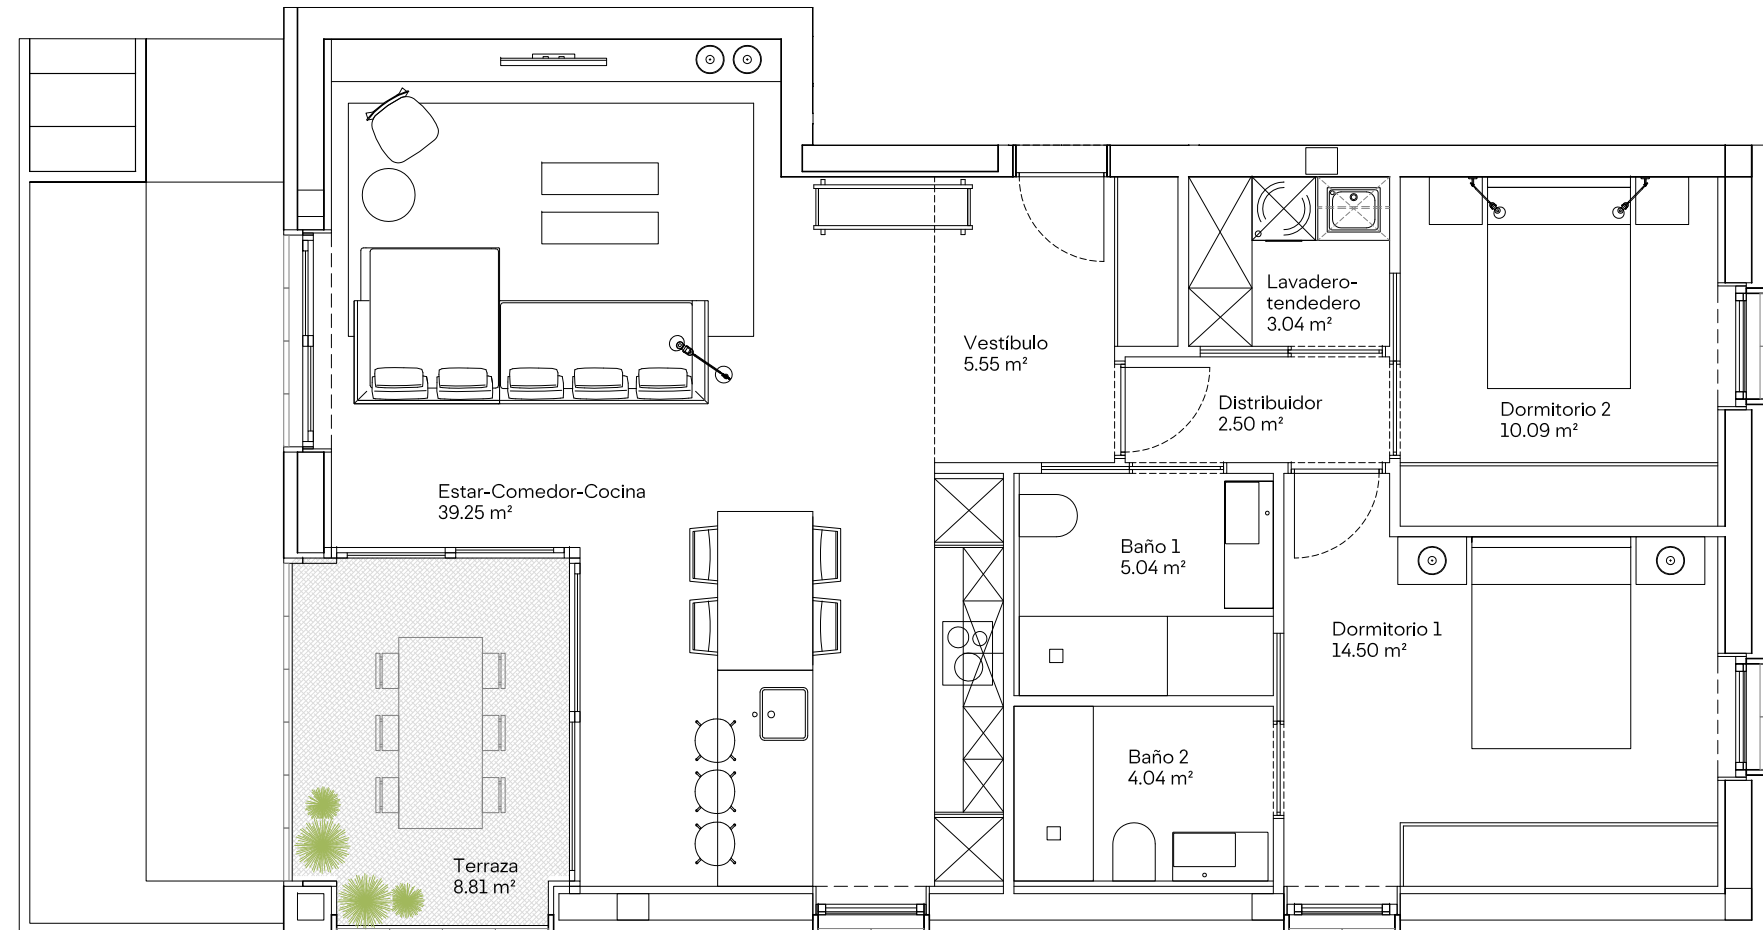 Lavadero-
tendedero
3.04 m²
Vestíbulo
5.55 m²
Distribuidor
2.50 m²
Dormitorio 2
10.09 m²
Estar-Comedor-Cocina
39.25 m²
Baño 1
5.04 m²
Dormitorio 1
14.50 m²
Baño 2
4.04 m²
Terraza
8.81 m²